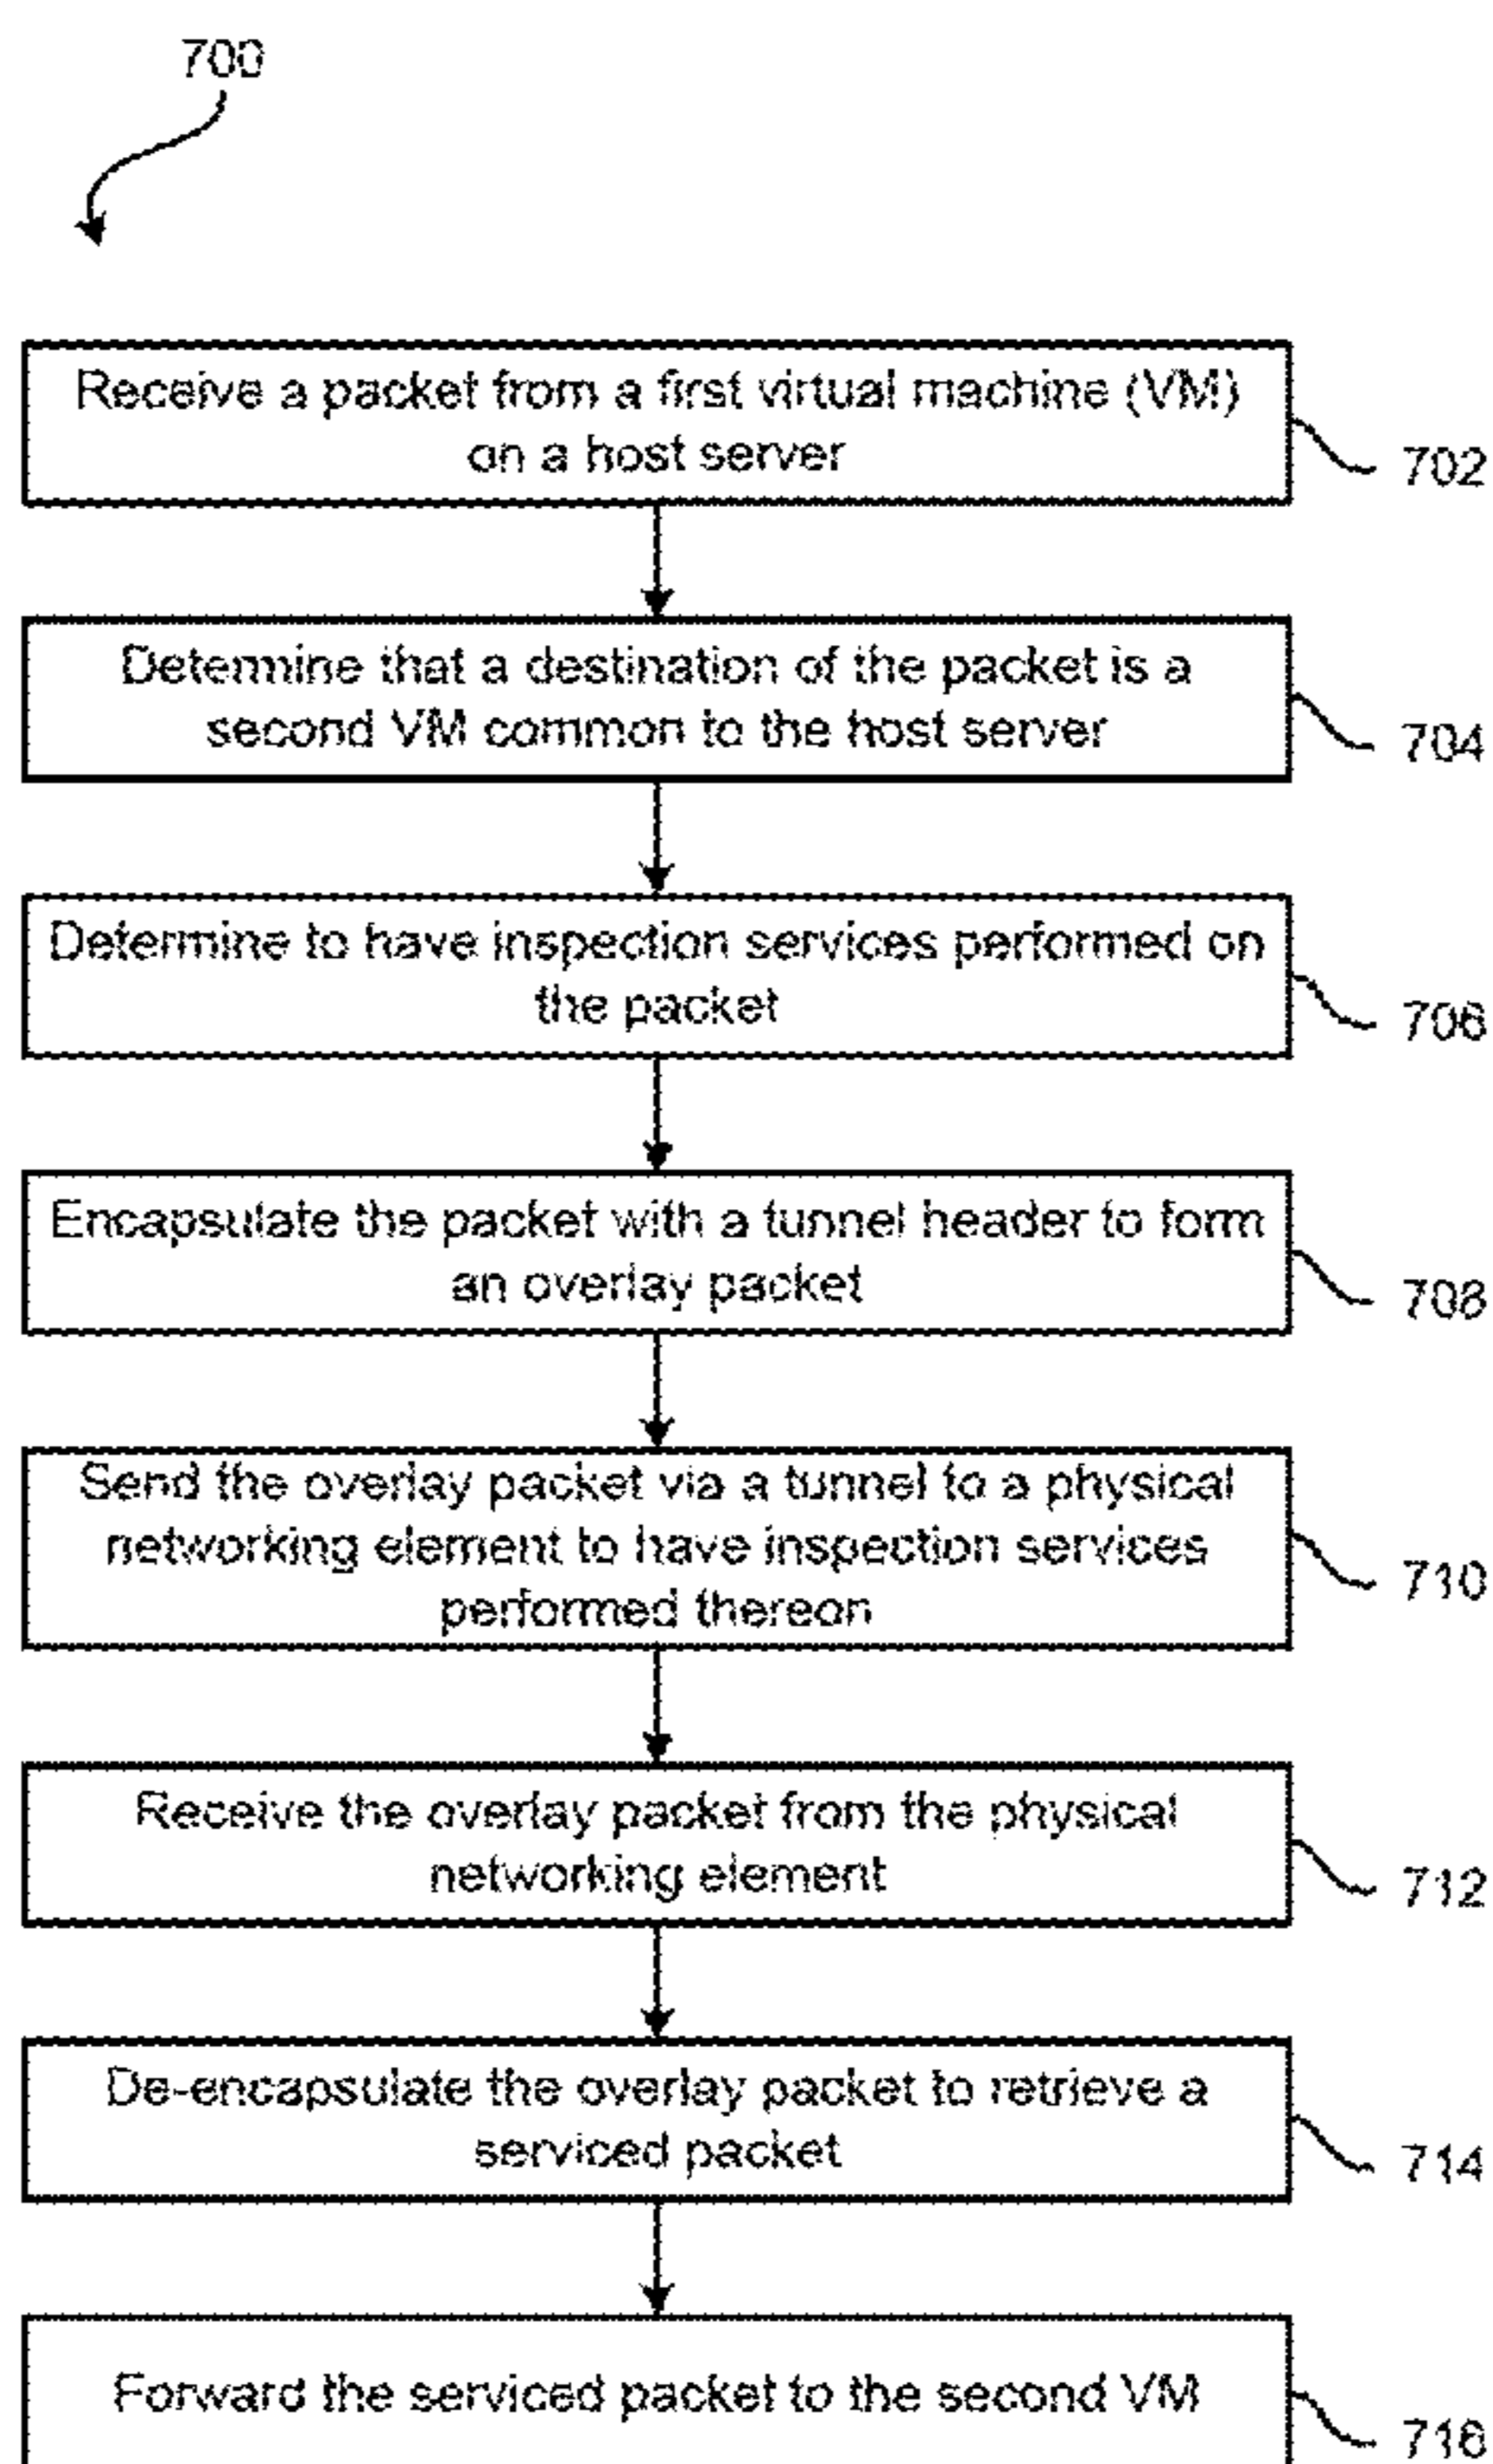 700
Receive a packet from a first virtual machine (VM)
on a host server
702
Determine that a destination of the packet is a
second VM common to the host server
704
Determine to have inspection services performed on
the packet
706
Encapsulate the packet with a tunnel header to form
an overlay packet
708
Send the overlay packet via a tunnel to a physical
networking element to have inspection services
performed thereon
710
Receive the overlay packet from the physical
networking element
712
De-encapsulate the overlay packet to retrieve a
serviced packet
714
Forward the serviced packet to the second VM
716